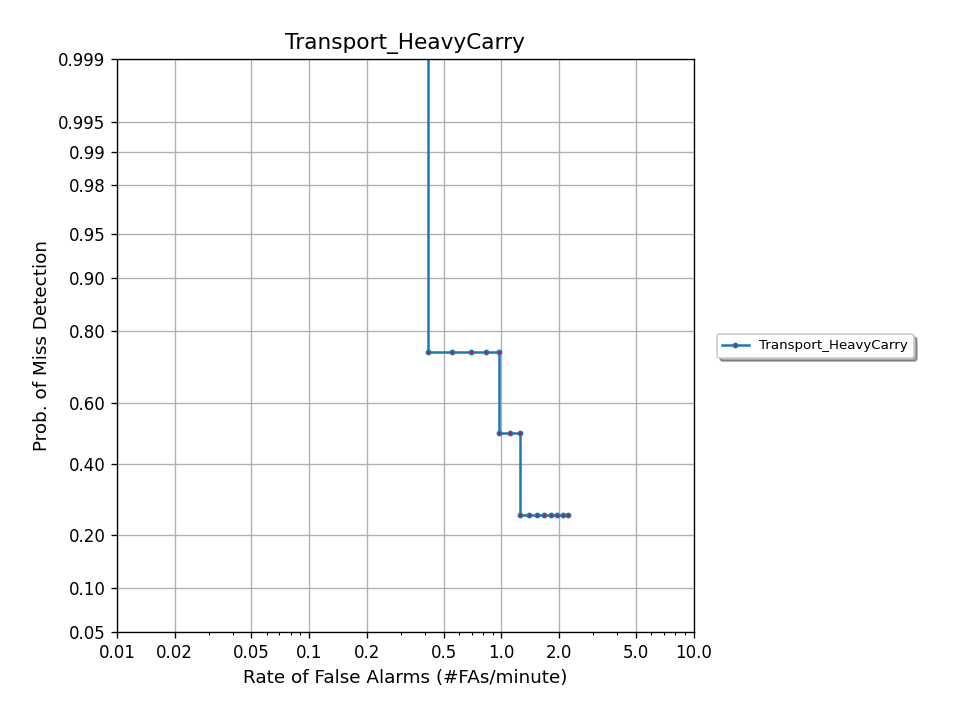 Transport_HeavyCarry
0.999
0.995
0.99
0.98
0.95
0.90
0.80
0.60
0.40
0.20
0.10
0.05
Prob. of Miss Detection
0.01 0.02 0.05 0.1 0.2 0.5 1.0 2.0 5.0 10.0
Rate of False Alarms (#FAs/minute)
Transport_HeavyCarry